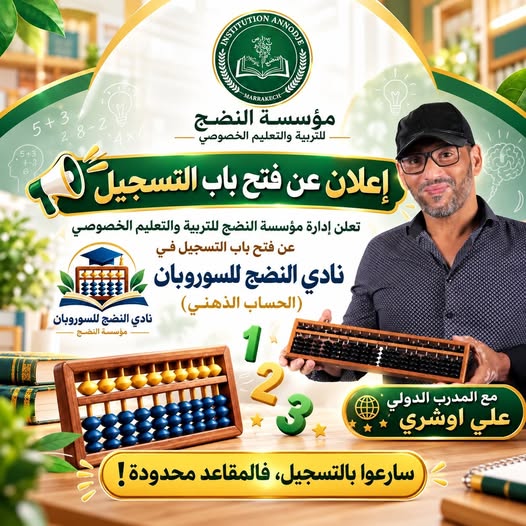 INSTITUTION ANNODJE
MARRAKECH
مؤسسة النضج
للتربية والتعليم الخصوصي
إعلان عن فتح باب التسجيل
تعلن إدارة مؤسسة النضج للتربية والتعليم الخصوصي
عن فتح باب التسجيل في
نادي النضج للسوروبان
(الحساب الذهني)
نادي النضج للسوروبان
مؤسسة النضج
1
2
3
مع المدرب الدولي
علي اوشري
سارعوا بالتسجيل، فالمقاعد محدودة !